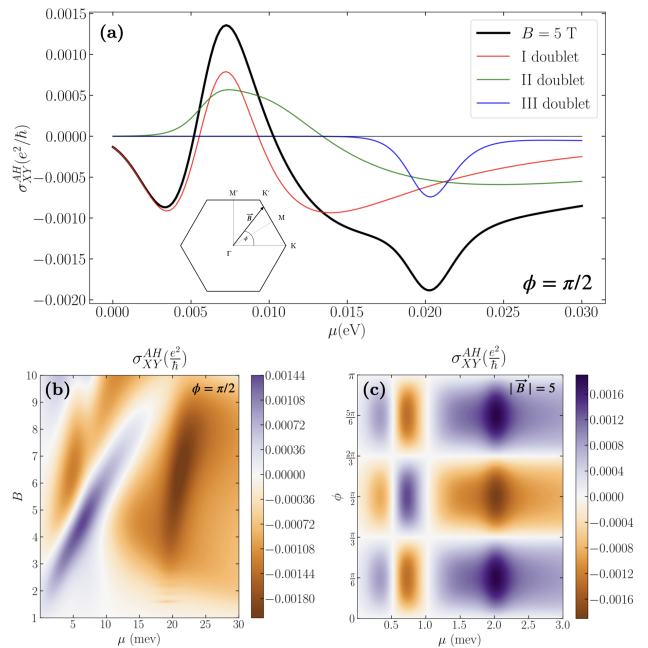 (a)
0.0015
0.0010
0.0005
0.0000
−0.0005
−0.0010
−0.0015
−0.0020
σ^{AH}_{XY}(e²/ℏ)
B = 5 T
I doublet
II doublet
III doublet
M'
K'
B⃗
M
ϕ
Γ
K
ϕ = π/2
0.000
0.005
0.010
0.015
0.020
0.025
0.030
μ(eV)
σ^{AH}_{XY}(e²/ℏ)
(b)
ϕ = π/2
10
9
8
7
6
5
4
3
2
1
B
5
10
15
20
25
30
μ (mev)
0.00144
0.00108
0.00072
0.00036
0.00000
−0.00036
−0.00072
−0.00108
−0.00144
−0.00180
σ^{AH}_{XY}(e²/ℏ)
(c)
| B⃗ | = 5
π
5π/6
2π/3
π/2
π/3
π/6
0
ϕ
0.5
1.0
1.5
2.0
2.5
3.0
μ (meV)
0.0016
0.0012
0.0008
0.0004
0.0000
−0.0004
−0.0008
−0.0012
−0.0016